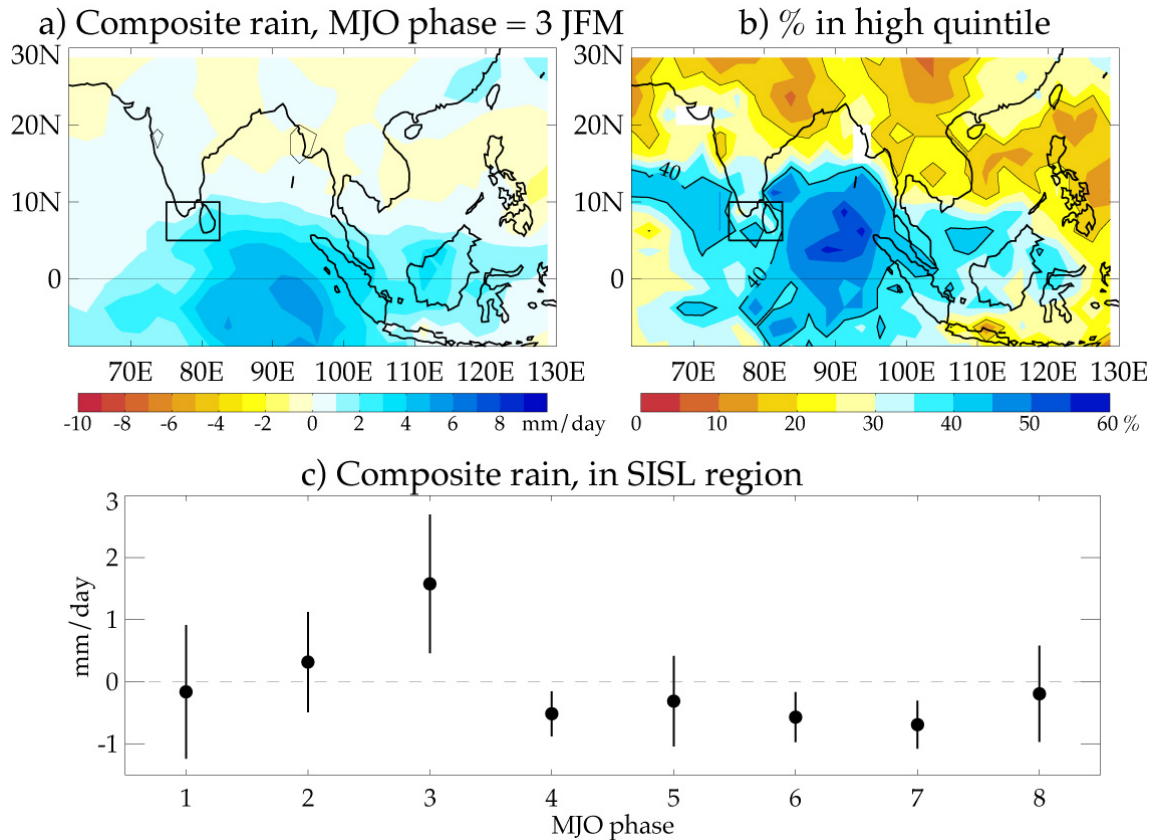 a) Composite rain, MJO phase = 3 JFM
b) % in high quintile
30N
20N
10N
0
70E 80E 90E 100E 110E 120E 130E
-10 -8 -6 -4 -2 0 2 4 6 8 mm/day
30N
20N
10N
0
40
40
70E 80E 90E 100E 110E 120E 130E
0 10 20 30 40 50 60 %
c) Composite rain, in SISL region
mm/day
3
2
1
0
-1
1 2 3 4 5 6 7 8
MJO phase